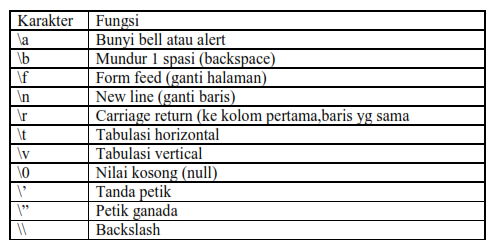 Karakter Fungsi
\a Bunyi bell atau alert
\b Mundur 1 spasi (backspace)
\f Form feed (ganti halaman)
\n New line (ganti baris)
\r Carriage return (ke kolom pertama,baris yg sama
\t Tabulasi horizontal
\v Tabulasi vertical
\0 Nilai kosong (null)
\’ Tanda petik
\” Petik ganada
\\ Backslash